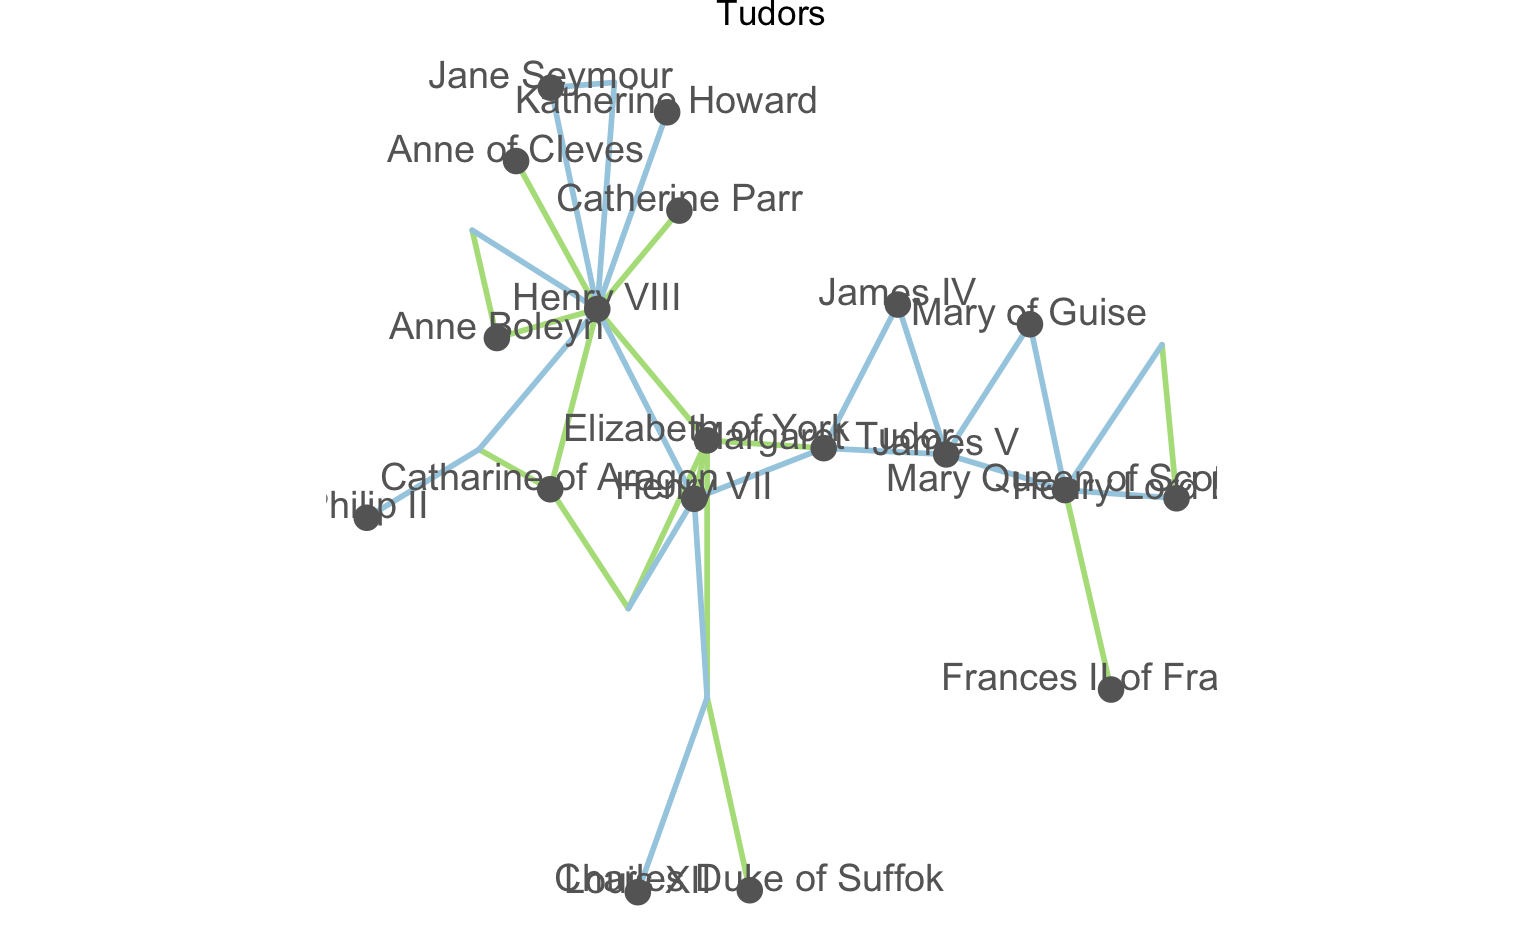 Tudors
Jane Seymour
Katherine Howard
Anne of Cleves
Catherine Parr
Henry VIII
James IV
Mary of Guise
Anne Boleyn
Elizabeth of York
Margaret Tudor
James V
Catharine of Aragon
Henry VII
Mary Queen of Scot
Henry Lord
hilip II
Frances II of Fra
Charles Duke of Suffok
Louis XII